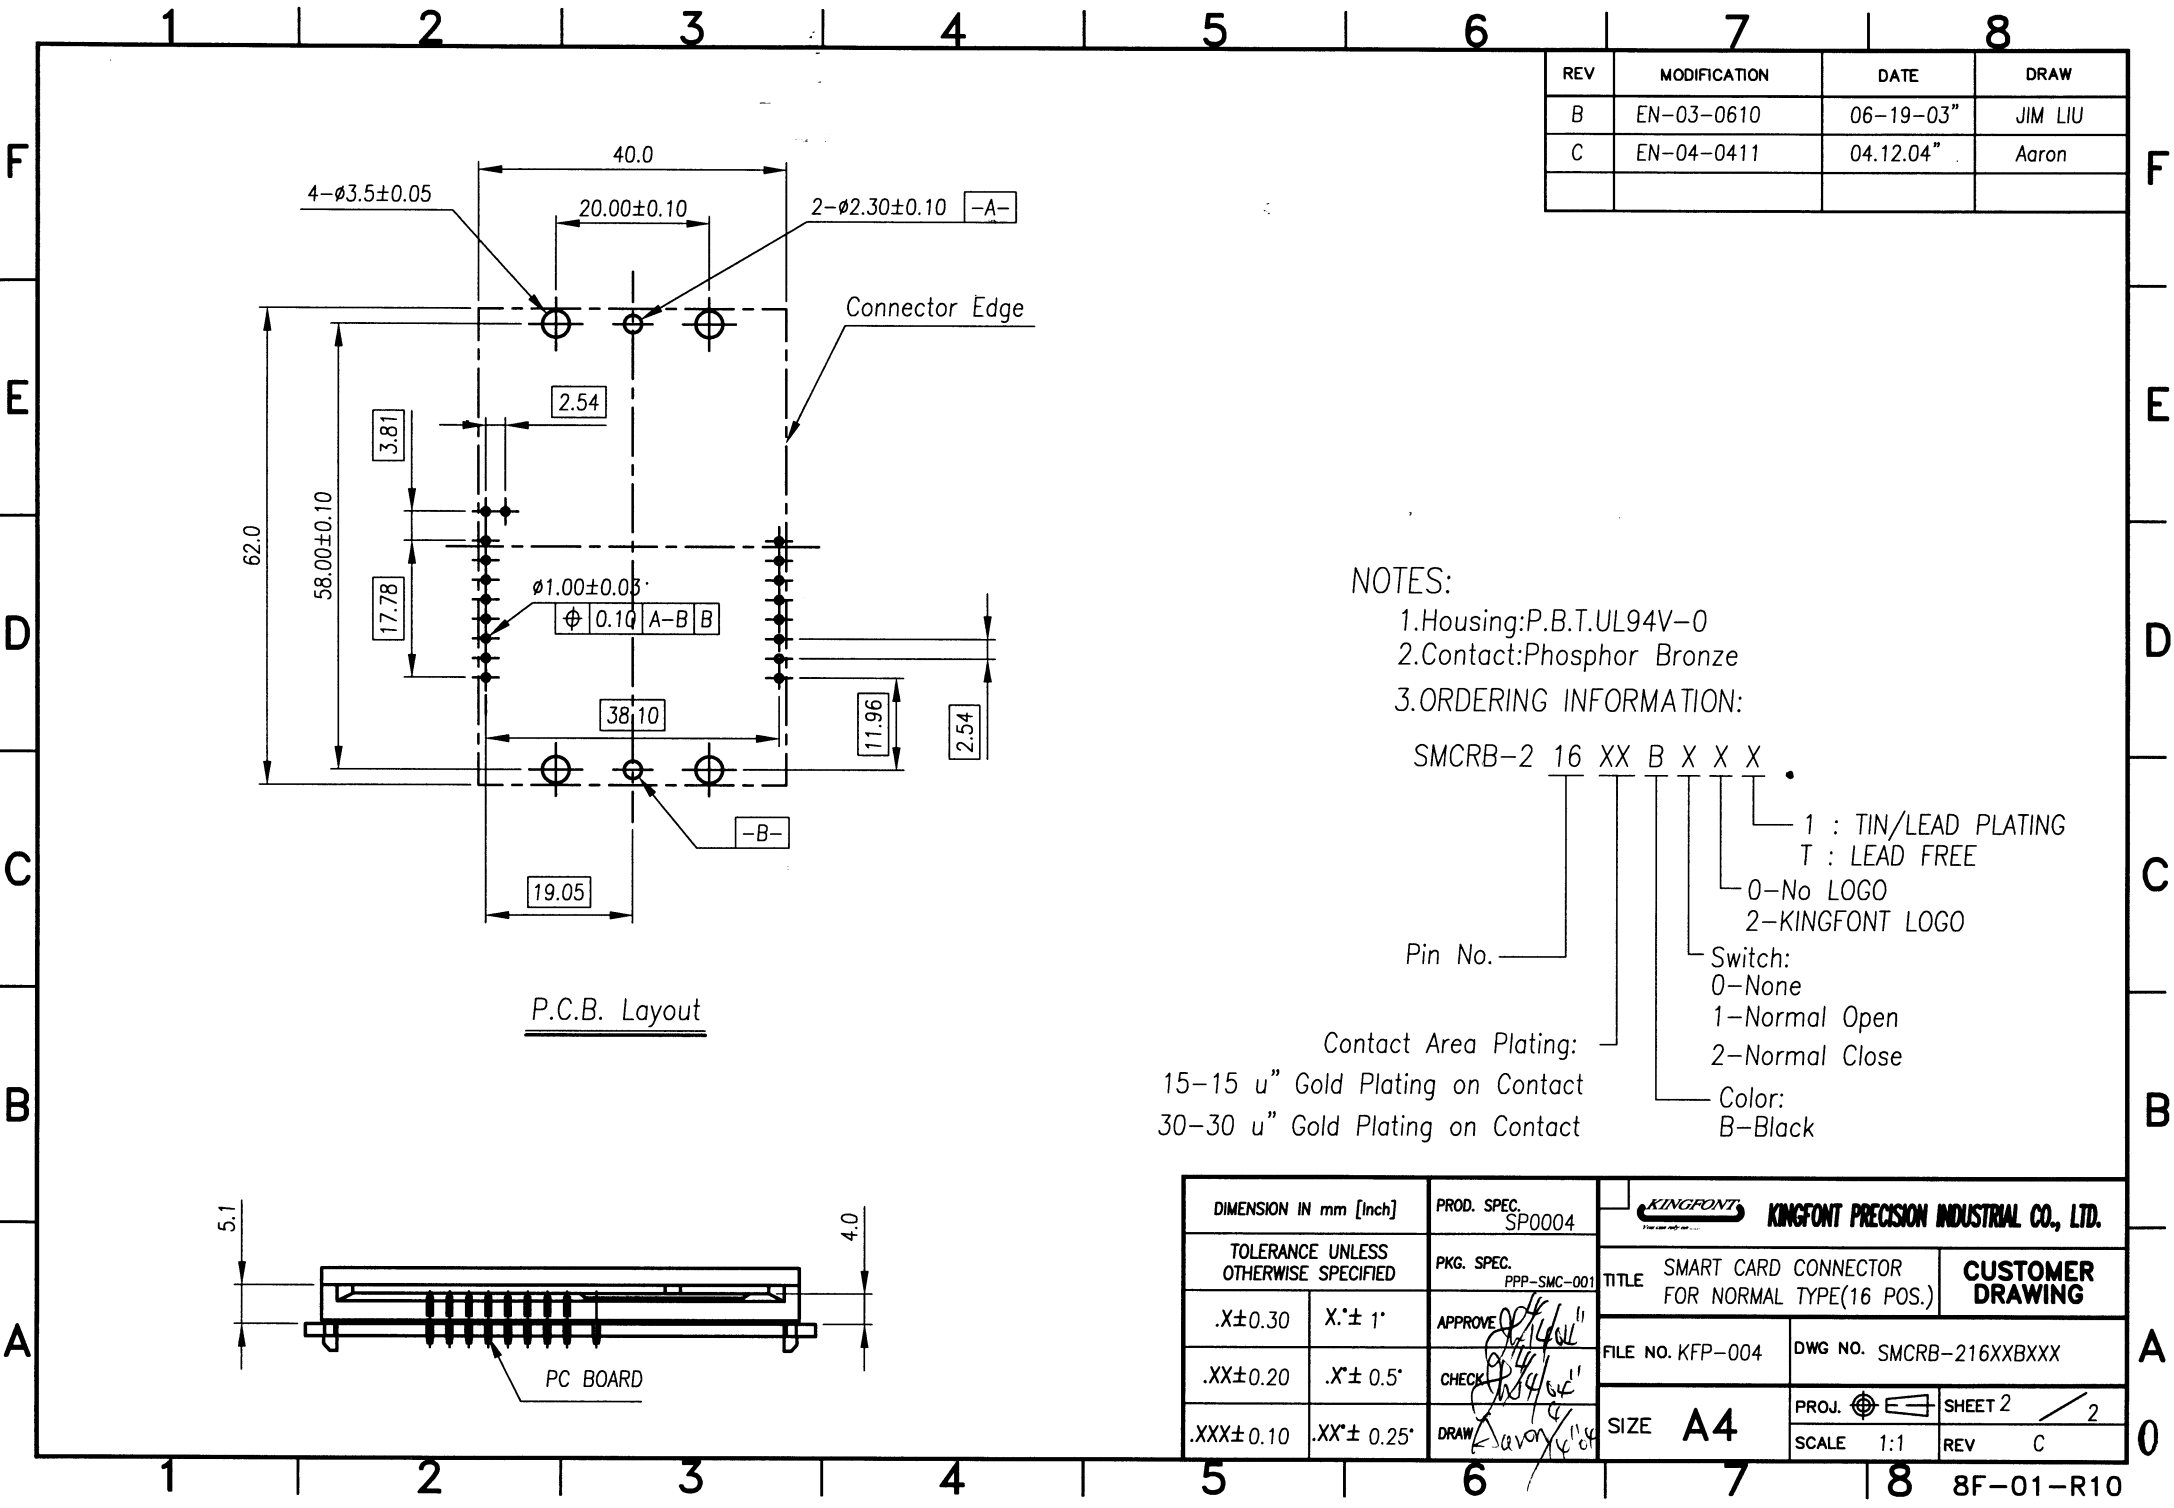 1 2 3 4 5 6 7 8
F E D C B A
F E D C B A 0
REV MODIFICATION DATE DRAW
B EN-03-0610 06-19-03" JIM LIU
C EN-04-0411 04.12.04" Aaron
40.0
4-ø3.5±0.05
20.00±0.10
2-ø2.30±0.10 -A-
Connector Edge
2.54
3.81
62.0
58.00±0.10
17.78
ø1.00±0.03
⌖ 0.10 A-B B
38.10
11.96
2.54
-B-
19.05
P.C.B. Layout
NOTES:
1.Housing:P.B.T.UL94V-0
2.Contact:Phosphor Bronze
3.ORDERING INFORMATION:
SMCRB-2 16 XX B X X X
1 : TIN/LEAD PLATING
T : LEAD FREE
0-No LOGO
2-KINGFONT LOGO
Pin No.
Switch:
0-None
1-Normal Open
2-Normal Close
Contact Area Plating:
15-15 u" Gold Plating on Contact
30-30 u" Gold Plating on Contact
Color:
B-Black
5.1
4.0
PC BOARD
DIMENSION IN mm [Inch]
TOLERANCE UNLESS
OTHERWISE SPECIFIED
.X±0.30 X.°± 1°
.XX±0.20 .X°± 0.5°
.XXX±0.10 .XX°± 0.25°
PROD. SPEC.
SP0004
PKG. SPEC.
PPP-SMC-001
APPROVE
CHECK
DRAW Aaron
KINGFONT
KINGFONT PRECISION INDUSTRIAL CO., LTD.
TITLE SMART CARD CONNECTOR
FOR NORMAL TYPE(16 POS.)
CUSTOMER
DRAWING
FILE NO. KFP-004
DWG NO. SMCRB-216XXBXXX
SIZE A4
PROJ.
SHEET 2 / 2
SCALE 1:1
REV C
1 2 3 4 5 6 7 8
8F-01-R10